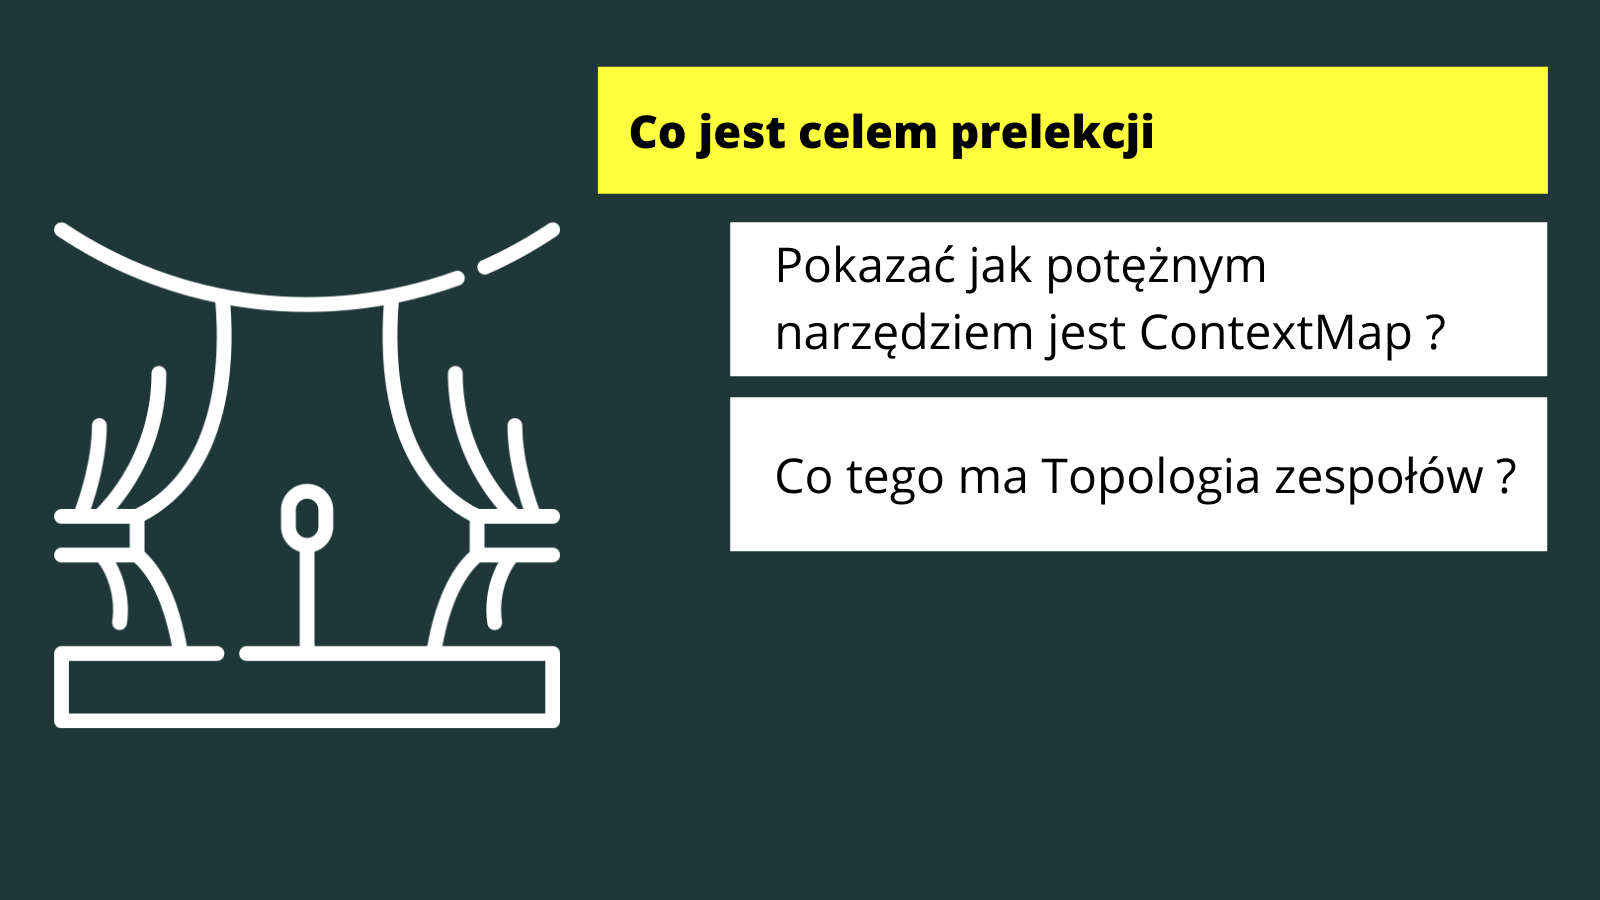 Co jest celem prelekcji
Pokazać jak potężnym
narzędziem jest ContextMap ?
Co tego ma Topologia zespołów ?